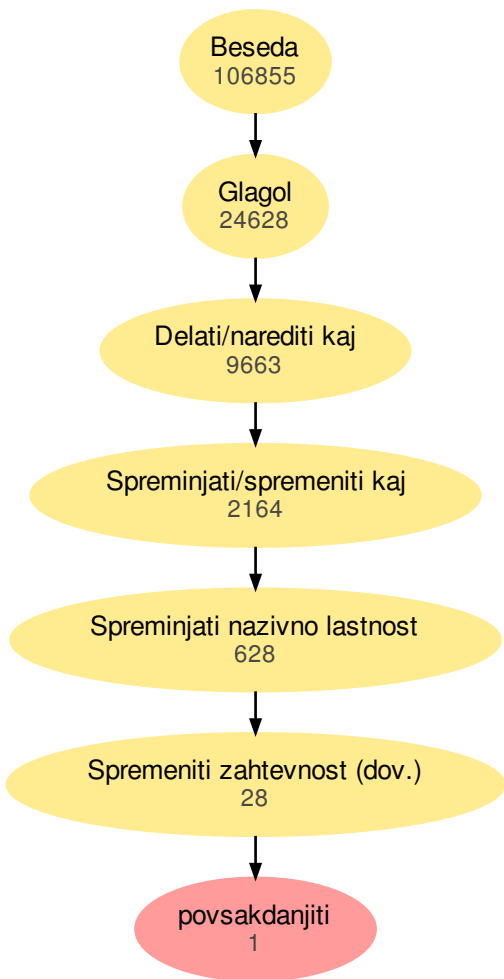 Beseda
106855
Glagol
24628
Delati/narediti kaj
9663
Spreminjati/spremeniti kaj
2164
Spreminjati nazivno lastnost
628
Spremeniti zahtevnost (dov.)
28
povsakdanjiti
1